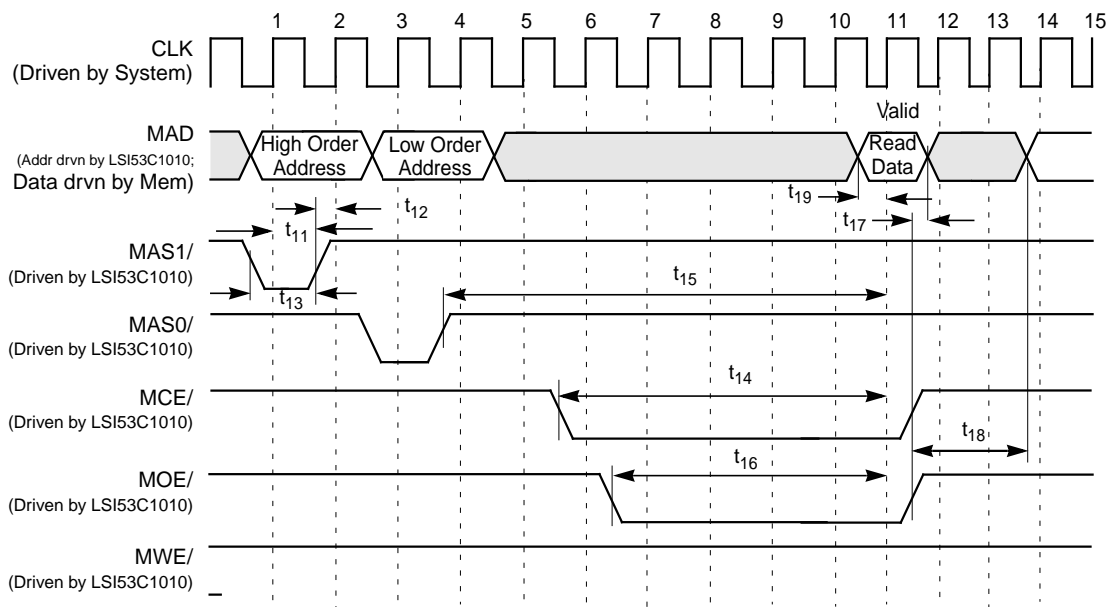 1 2 3 4 5 6 7 8 9 10 11 12 13 14 15
CLK
(Driven by System)
Valid
MAD
(Addr drvn by LSI53C1010;
Data drvn by Mem)
High Order
Address
Low Order
Address
Read
Data
t19
t12
t17
t11
MAS1/
(Driven by LSI53C1010)
t15
t13
MAS0/
(Driven by LSI53C1010)
t14
MCE/
(Driven by LSI53C1010)
t18
t16
MOE/
(Driven by LSI53C1010)
MWE/
(Driven by LSI53C1010)